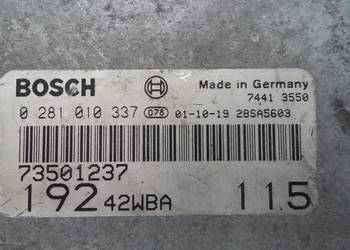 BOSCH Made in Germany
7441 3550
0 281 010 337 078 01-10-19 28SA5603
73501237
192 42WBA 115